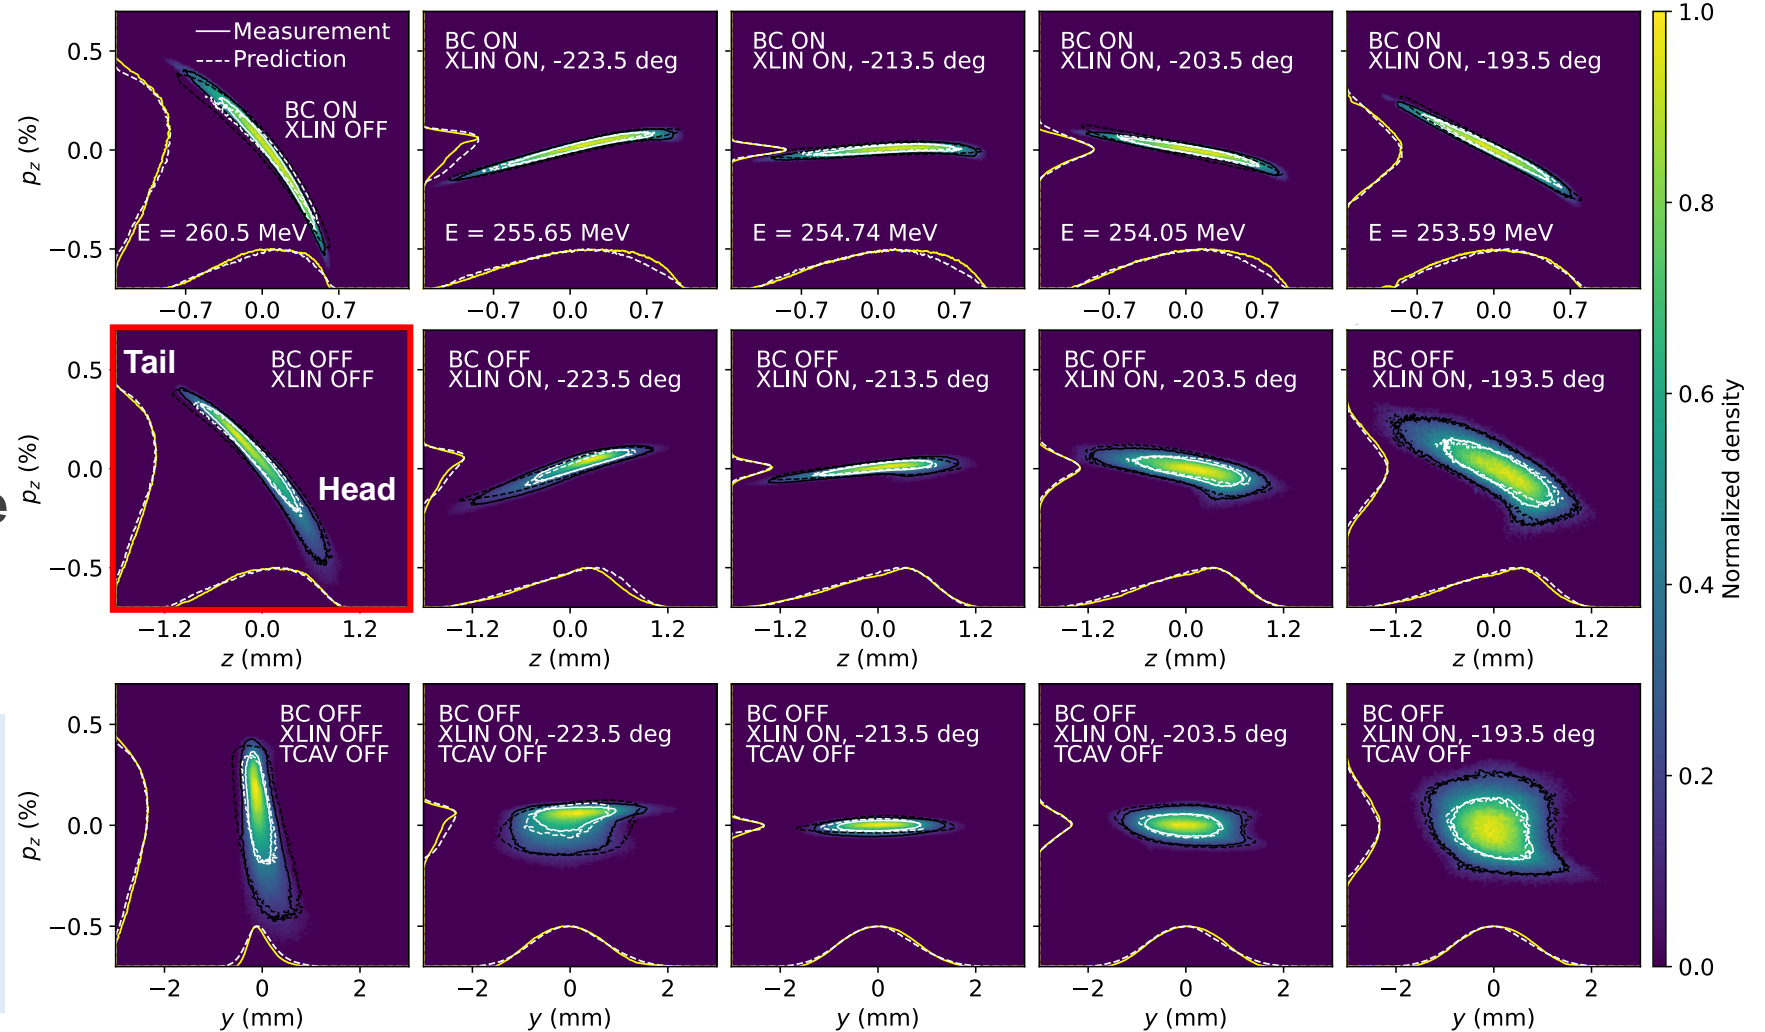 Measurement
Prediction
BC ON
XLIN OFF
E = 260.5 MeV
BC ON
XLIN ON, -223.5 deg
E = 255.65 MeV
BC ON
XLIN ON, -213.5 deg
E = 254.74 MeV
BC ON
XLIN ON, -203.5 deg
E = 254.05 MeV
BC ON
XLIN ON, -193.5 deg
E = 253.59 MeV
p_z (%)
0.5
0.0
−0.5
−0.7 0.0 0.7
−0.7 0.0 0.7
−0.7 0.0 0.7
−0.7 0.0 0.7
−0.7 0.0 0.7
Tail
Head
BC OFF
XLIN OFF
BC OFF
XLIN ON, -223.5 deg
BC OFF
XLIN ON, -213.5 deg
BC OFF
XLIN ON, -203.5 deg
BC OFF
XLIN ON, -193.5 deg
e
p_z (%)
0.5
0.0
−0.5
−1.2 0.0 1.2
−1.2 0.0 1.2
−1.2 0.0 1.2
−1.2 0.0 1.2
−1.2 0.0 1.2
z (mm)
z (mm)
z (mm)
z (mm)
z (mm)
BC OFF
XLIN OFF
TCAV OFF
BC OFF
XLIN ON, -223.5 deg
TCAV OFF
BC OFF
XLIN ON, -213.5 deg
TCAV OFF
BC OFF
XLIN ON, -203.5 deg
TCAV OFF
BC OFF
XLIN ON, -193.5 deg
TCAV OFF
p_z (%)
0.5
0.0
−0.5
−2 0 2
−2 0 2
−2 0 2
−2 0 2
−2 0 2
y (mm)
y (mm)
y (mm)
y (mm)
y (mm)
1.0
0.8
0.6
0.4
0.2
0.0
Normalized density